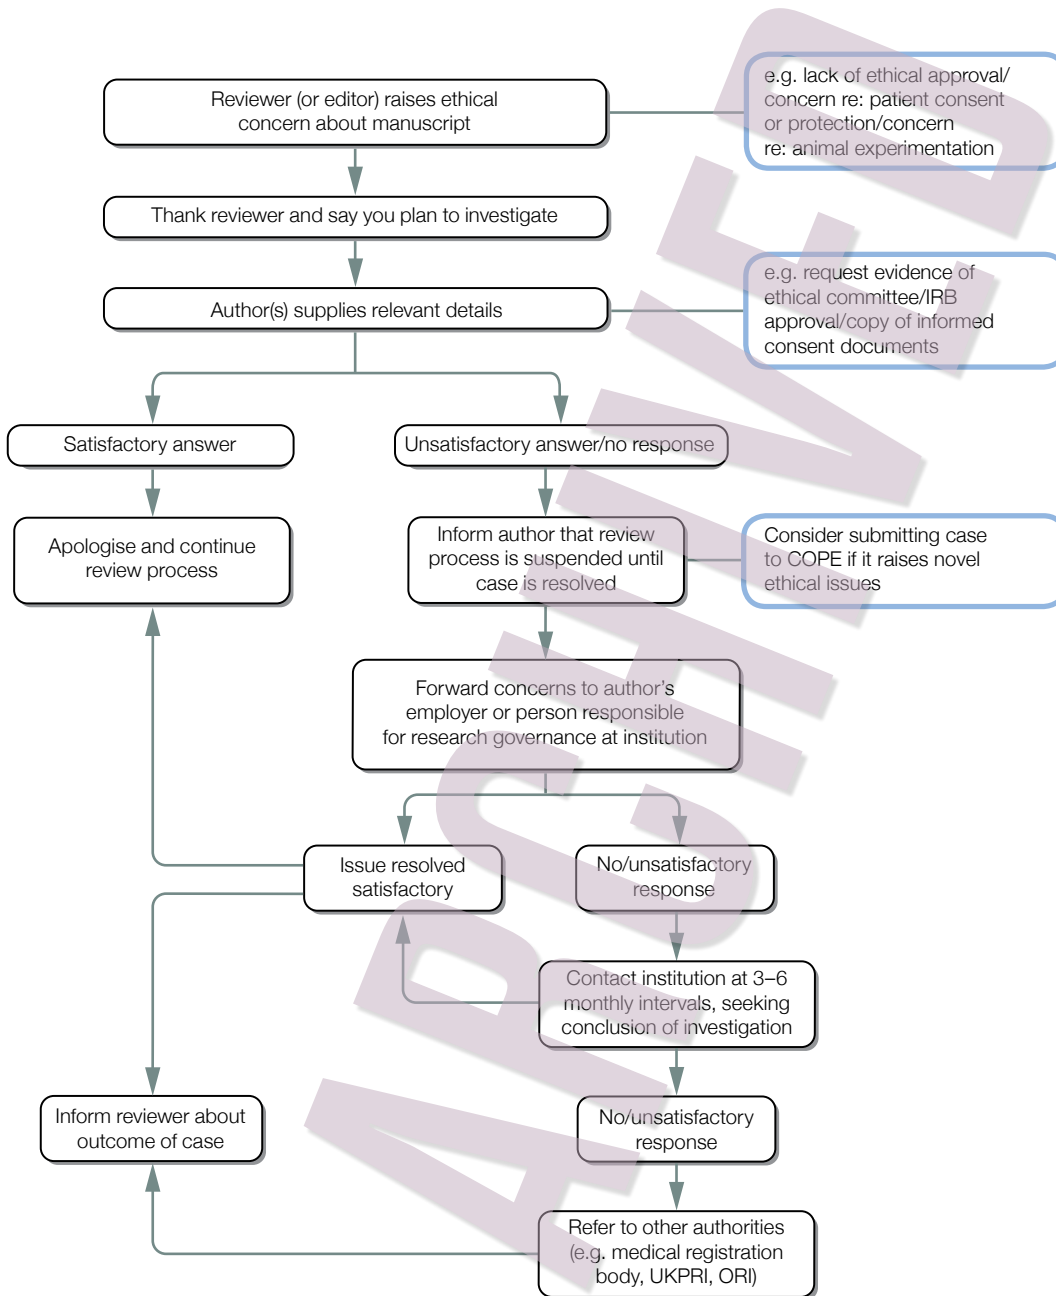 Reviewer (or editor) raises ethical
concern about manuscript
e.g. lack of ethical approval/
concern re: patient consent
or protection/concern
re: animal experimentation
Thank reviewer and say you plan to investigate
Author(s) supplies relevant details
e.g. request evidence of
ethical committee/IRB
approval/copy of informed
consent documents
Satisfactory answer
Unsatisfactory answer/no response
Apologise and continue
review process
Inform author that review
process is suspended until
case is resolved
Consider submitting case
to COPE if it raises novel
ethical issues
Forward concerns to author’s
employer or person responsible
for research governance at institution
Issue resolved
satisfactory
No/unsatisfactory
response
Contact institution at 3–6
monthly intervals, seeking
conclusion of investigation
Inform reviewer about
outcome of case
No/unsatisfactory
response
Refer to other authorities
(e.g. medical registration
body, UKPRI, ORI)
ARCHIVED